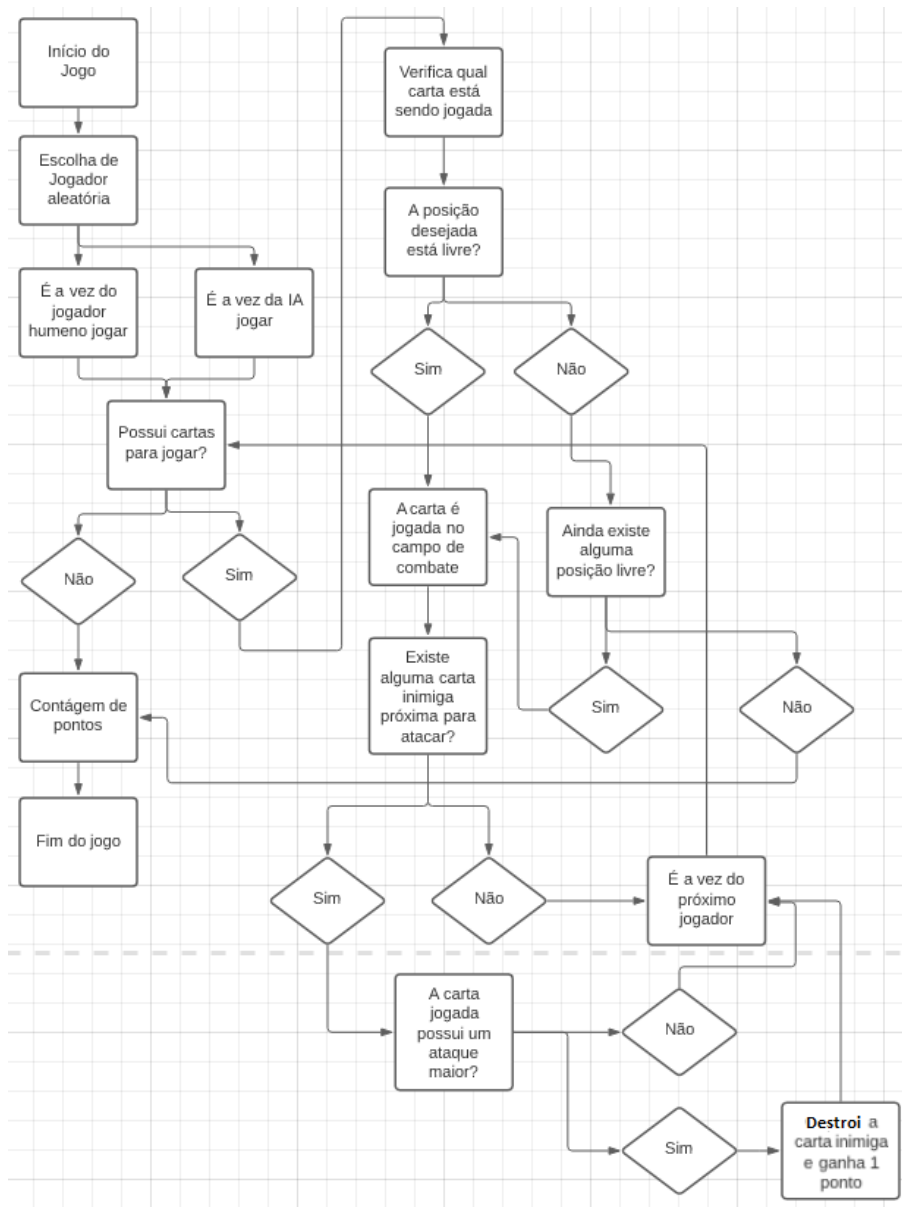 Início do
Jogo
Escolha de
Jogador
aleatória
É a vez do
jogador
humeno jogar
É a vez da IA
jogar
Possui cartas
para jogar?
Não
Sim
Contágem de
pontos
Fim do jogo
Verifica qual
carta está
sendo jogada
A posição
desejada
está livre?
Sim
Não
A carta é
jogada no
campo de
combate
Ainda existe
alguma
posição livre?
Sim
Não
Existe
alguma carta
inimiga
próxima para
atacar?
Sim
Não
É a vez do
próximo
jogador
A carta
jogada
possui um
ataque
maior?
Não
Sim
Destroi a
carta inimiga
e ganha 1
ponto